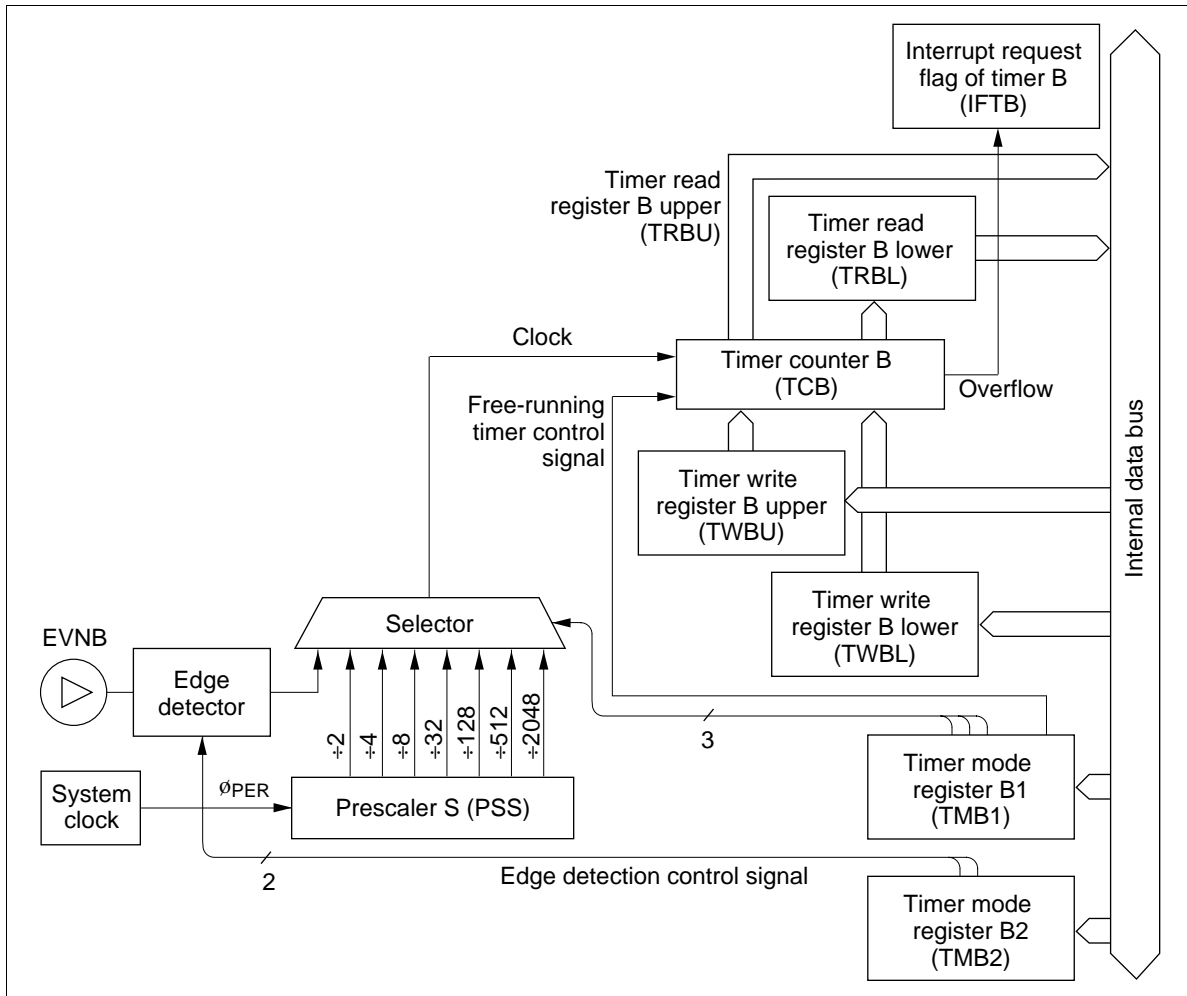 Interrupt request
flag of timer B
(IFTB)
Timer read
register B upper
(TRBU)
Timer read
register B lower
(TRBL)
Clock
Timer counter B
(TCB)
Overflow
Free-running
timer control
signal
Timer write
register B upper
(TWBU)
Internal data bus
Timer write
register B lower
(TWBL)
Selector
EVNB
Edge
detector
÷2
÷4
÷8
÷32
÷128
÷512
÷2048
3
System
clock
øPER
Prescaler S (PSS)
Timer mode
register B1
(TMB1)
2
Edge detection control signal
Timer mode
register B2
(TMB2)